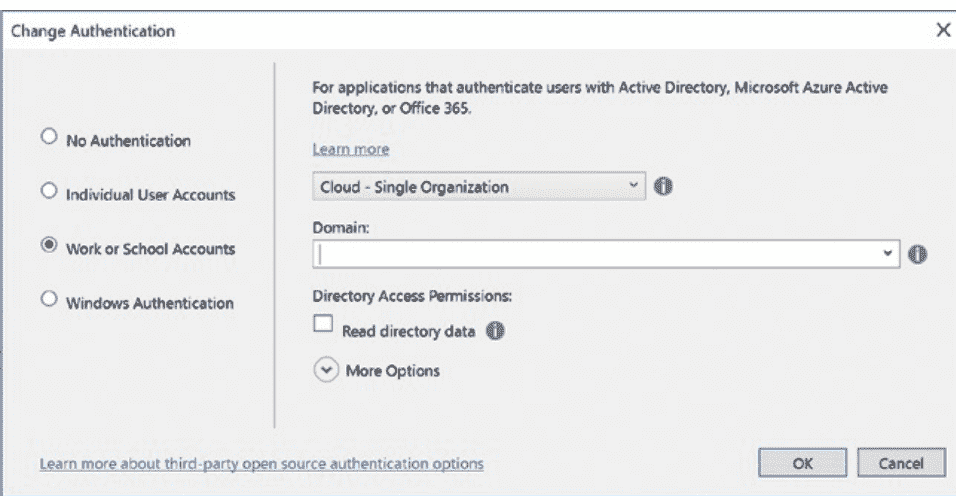 Change Authentication
No Authentication
Individual User Accounts
Work or School Accounts
Windows Authentication
For applications that authenticate users with Active Directory, Microsoft Azure Active
Directory, or Office 365.
Learn more
Cloud - Single Organization
Domain:
Directory Access Permissions:
Read directory data
More Options
Learn more about third-party open source authentication options
OK
Cancel